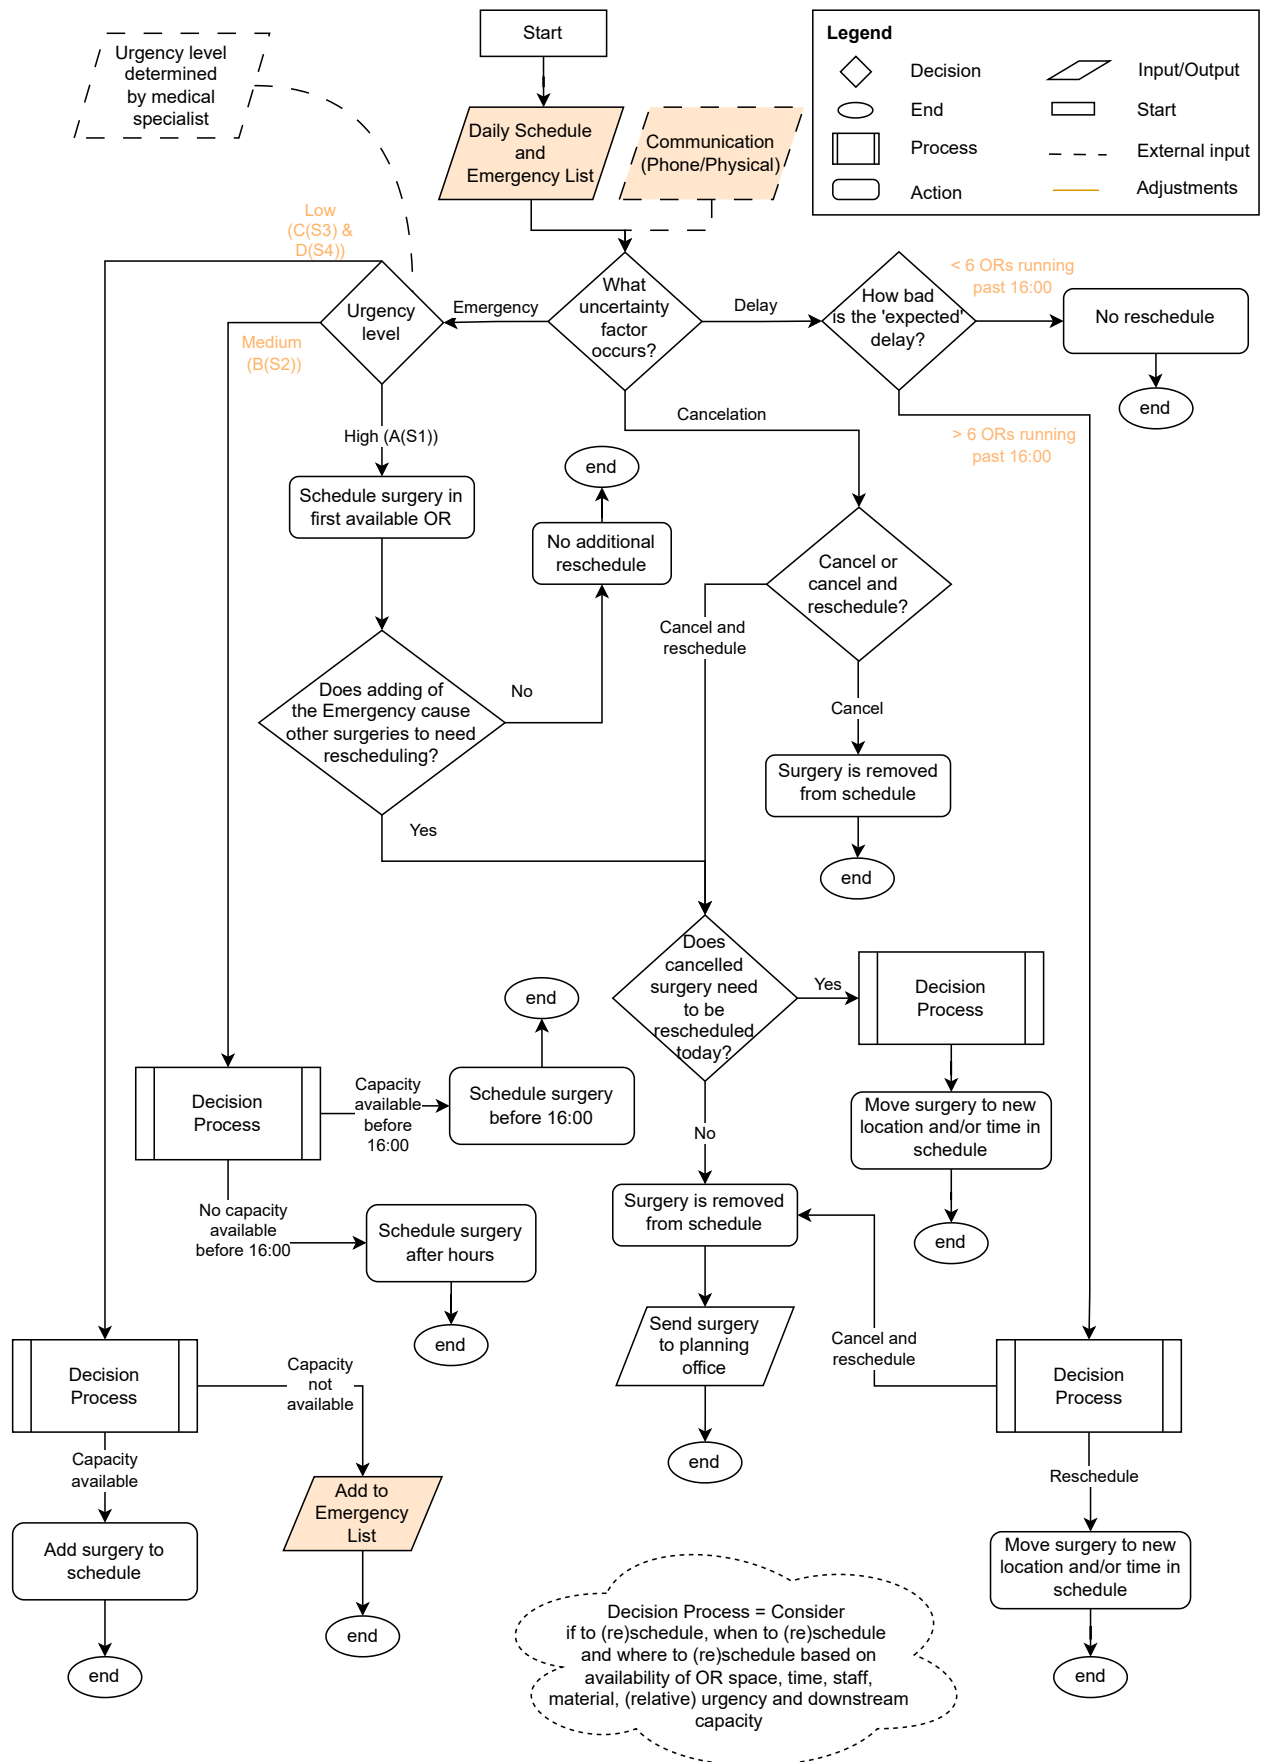 Start
Legend
Decision
Input/Output
End
Start
Process
External input
Action
Adjustments
Urgency level
determined
by medical
specialist
Daily Schedule
and
Emergency List
Communication
(Phone/Physical)
Low
(C(S3) &
D(S4))
Urgency
level
Emergency
What
uncertainty
factor
occurs?
Delay
How bad
is the 'expected'
delay?
< 6 ORs running
past 16:00
No reschedule
end
Medium
(B(S2))
Cancelation
> 6 ORs running
past 16:00
High (A(S1))
end
Schedule surgery in
first available OR
No additional
reschedule
Cancel or
cancel and
reschedule?
Cancel and
reschedule
Does adding of
the Emergency cause
other surgeries to need
rescheduling?
No
Cancel
Surgery is removed
from schedule
Yes
end
Does
cancelled
surgery need
to be
rescheduled
today?
Yes
Decision
Process
end
Decision
Process
Capacity
available
before
16:00
Schedule surgery
before 16:00
Move surgery to new
location and/or time in
schedule
No
No capacity
available
before 16:00
Schedule surgery
after hours
Surgery is removed
from schedule
end
end
Send surgery
to planning
office
Cancel and
reschedule
Decision
Process
Capacity
not
available
Decision
Process
Capacity
available
end
Reschedule
Add to
Emergency
List
Add surgery to
schedule
Move surgery to new
location and/or time in
schedule
end
end
end
Decision Process = Consider
if to (re)schedule, when to (re)schedule
and where to (re)schedule based on
availability of OR space, time, staff,
material, (relative) urgency and downstream
capacity